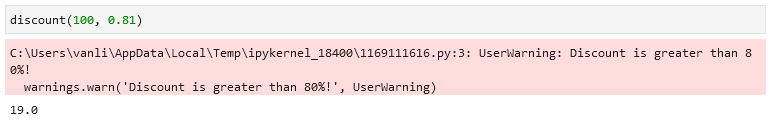 discount(100, 0.81)
C:\Users\vanli\AppData\Local\Temp\ipykernel_18400\1169111616.py:3: UserWarning: Discount is greater than 8
0%!
  warnings.warn('Discount is greater than 80%!', UserWarning)
19.0